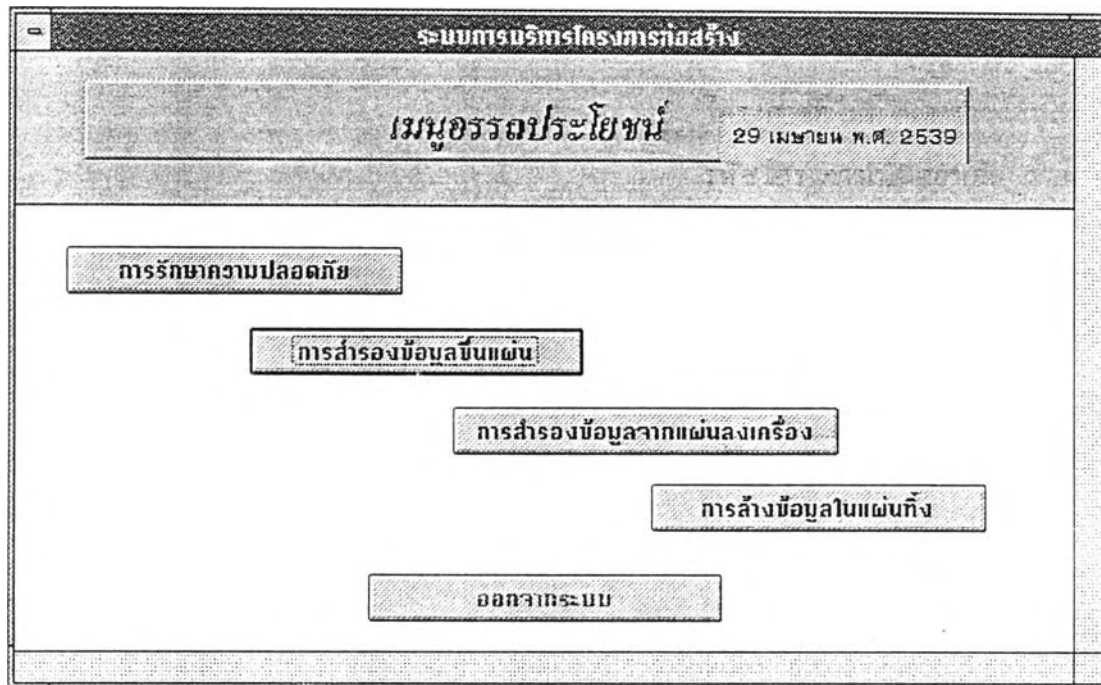 ระบบการบริหารโครงการก่อสร้าง
เมนูอรรถประโยชน์
29 เมษายน พ.ศ. 2539
การรักษาความปลอดภัย
การสำรองข้อมูลขึ้นแผ่น
การสำรองข้อมูลจากแผ่นลงเครื่อง
การล้างข้อมูลในแผ่นทิ้ง
ออกจากระบบ